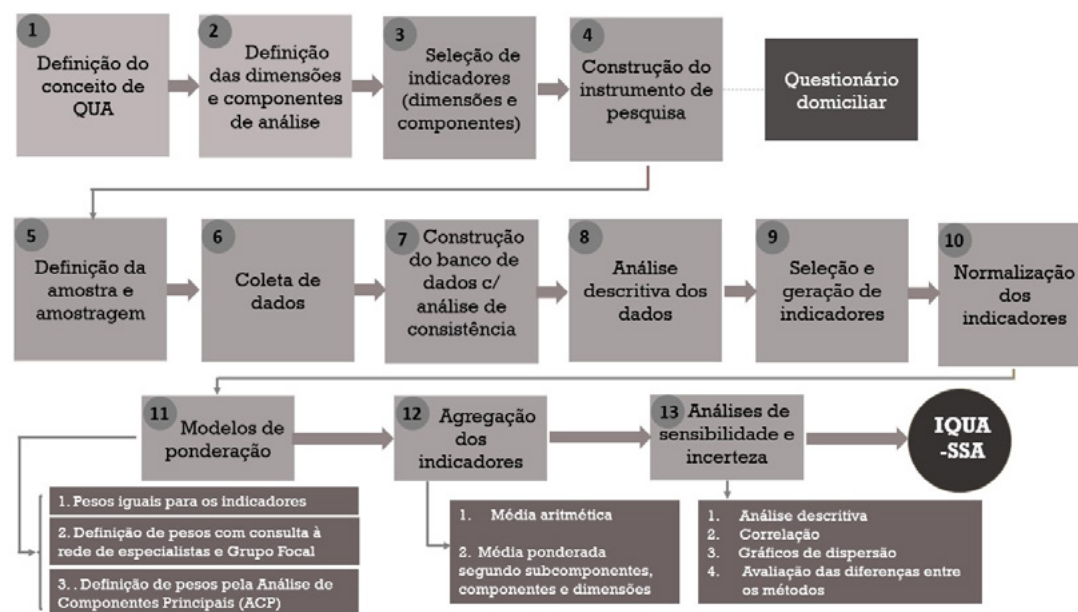 1
Definição do
conceito de
QUA
2
Definição
das dimensões
e componentes
de análise
3
Seleção de
indicadores
(dimensões e
componentes)
4
Construção do
instrumento de
pesquisa
Questionário
domiciliar
5
Definição da
amostra e
amostragem
6
Coleta de
dados
7
Construção
do banco de
dados c/
análise de
consistência
8
Análise
descritiva dos
dados
9
Seleção e
geração de
indicadores
10
Normalização
dos
indicadores
11
Modelos de
ponderação
1. Pesos iguais para os indicadores
2. Definição de pesos com consulta à
rede de especialistas e Grupo Focal
3. . Definição de pesos pela Análise de
Componentes Principais (ACP)
12
Agregação
dos
indicadores
1. Média aritmética
2. Média ponderada
segundo subcomponentes,
componentes e dimensões
13
Análises de
sensibilidade e
incerteza
1. Análise descritiva
2. Correlação
3. Gráficos de dispersão
4. Avaliação das diferenças entre
os métodos
IQUA
-SSA